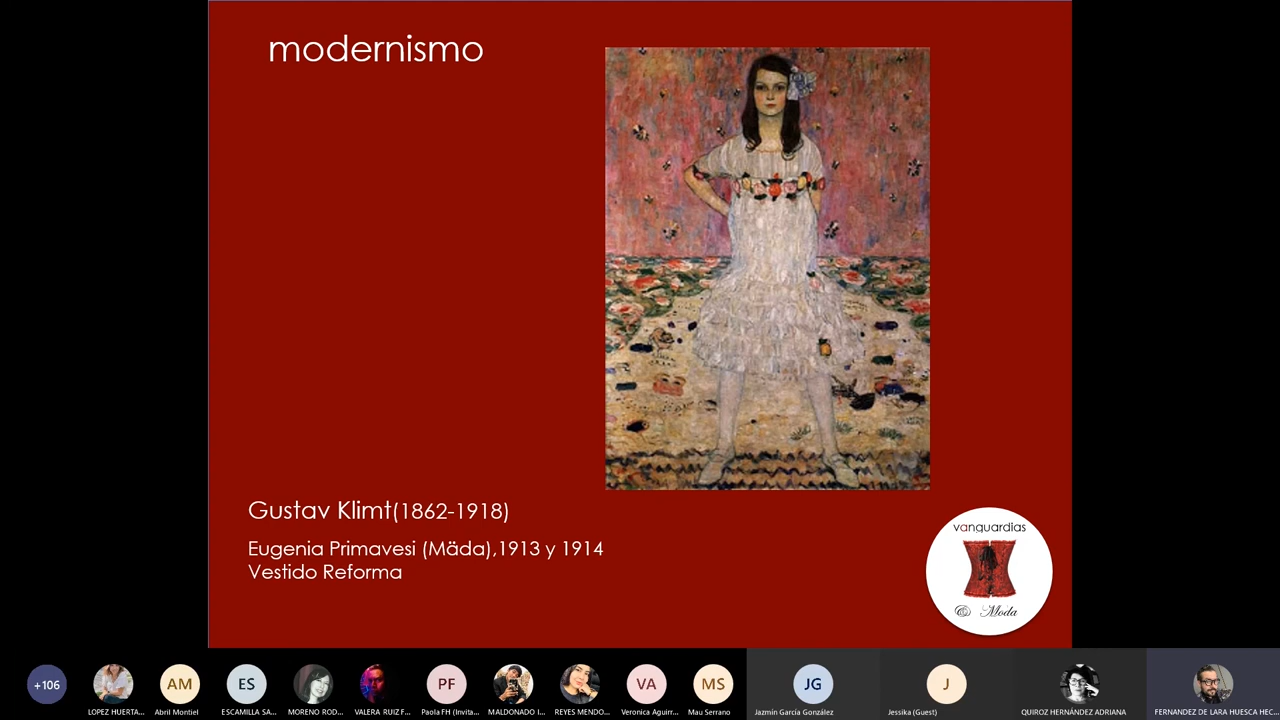 modernismo
Gustav Klimt(1862-1918)
Eugenia Primavesi (Mäda),1913 y 1914
Vestido Reforma
vanguardias
& Moda
+106
LOPEZ HUERTA...
AM
Abril Montiel
ES
ESCAMILLA SA...
MORENO ROD...
VALERA RUIZ F...
PF
Paola FH (Invita...
MALDONADO I...
REYES MENDO...
VA
Veronica Aguirr...
MS
Mau Serrano
JG
Jazmín García González
J
Jessika (Guest)
QUIROZ HERNÁNDEZ ADRIANA
FERNANDEZ DE LARA HUESCA HEC...